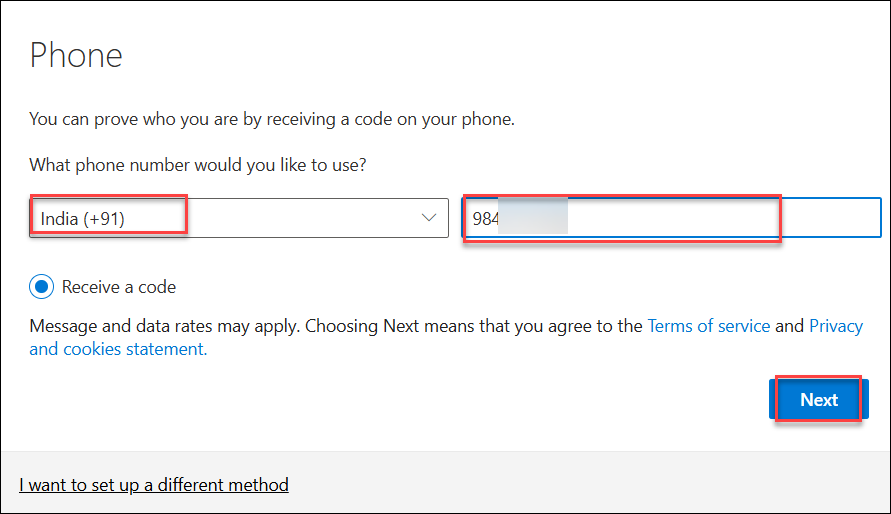 Phone
You can prove who you are by receiving a code on your phone.
What phone number would you like to use?
India (+91)
984
Receive a code
Message and data rates may apply. Choosing Next means that you agree to the Terms of service and Privacy
and cookies statement.
Next
I want to set up a different method